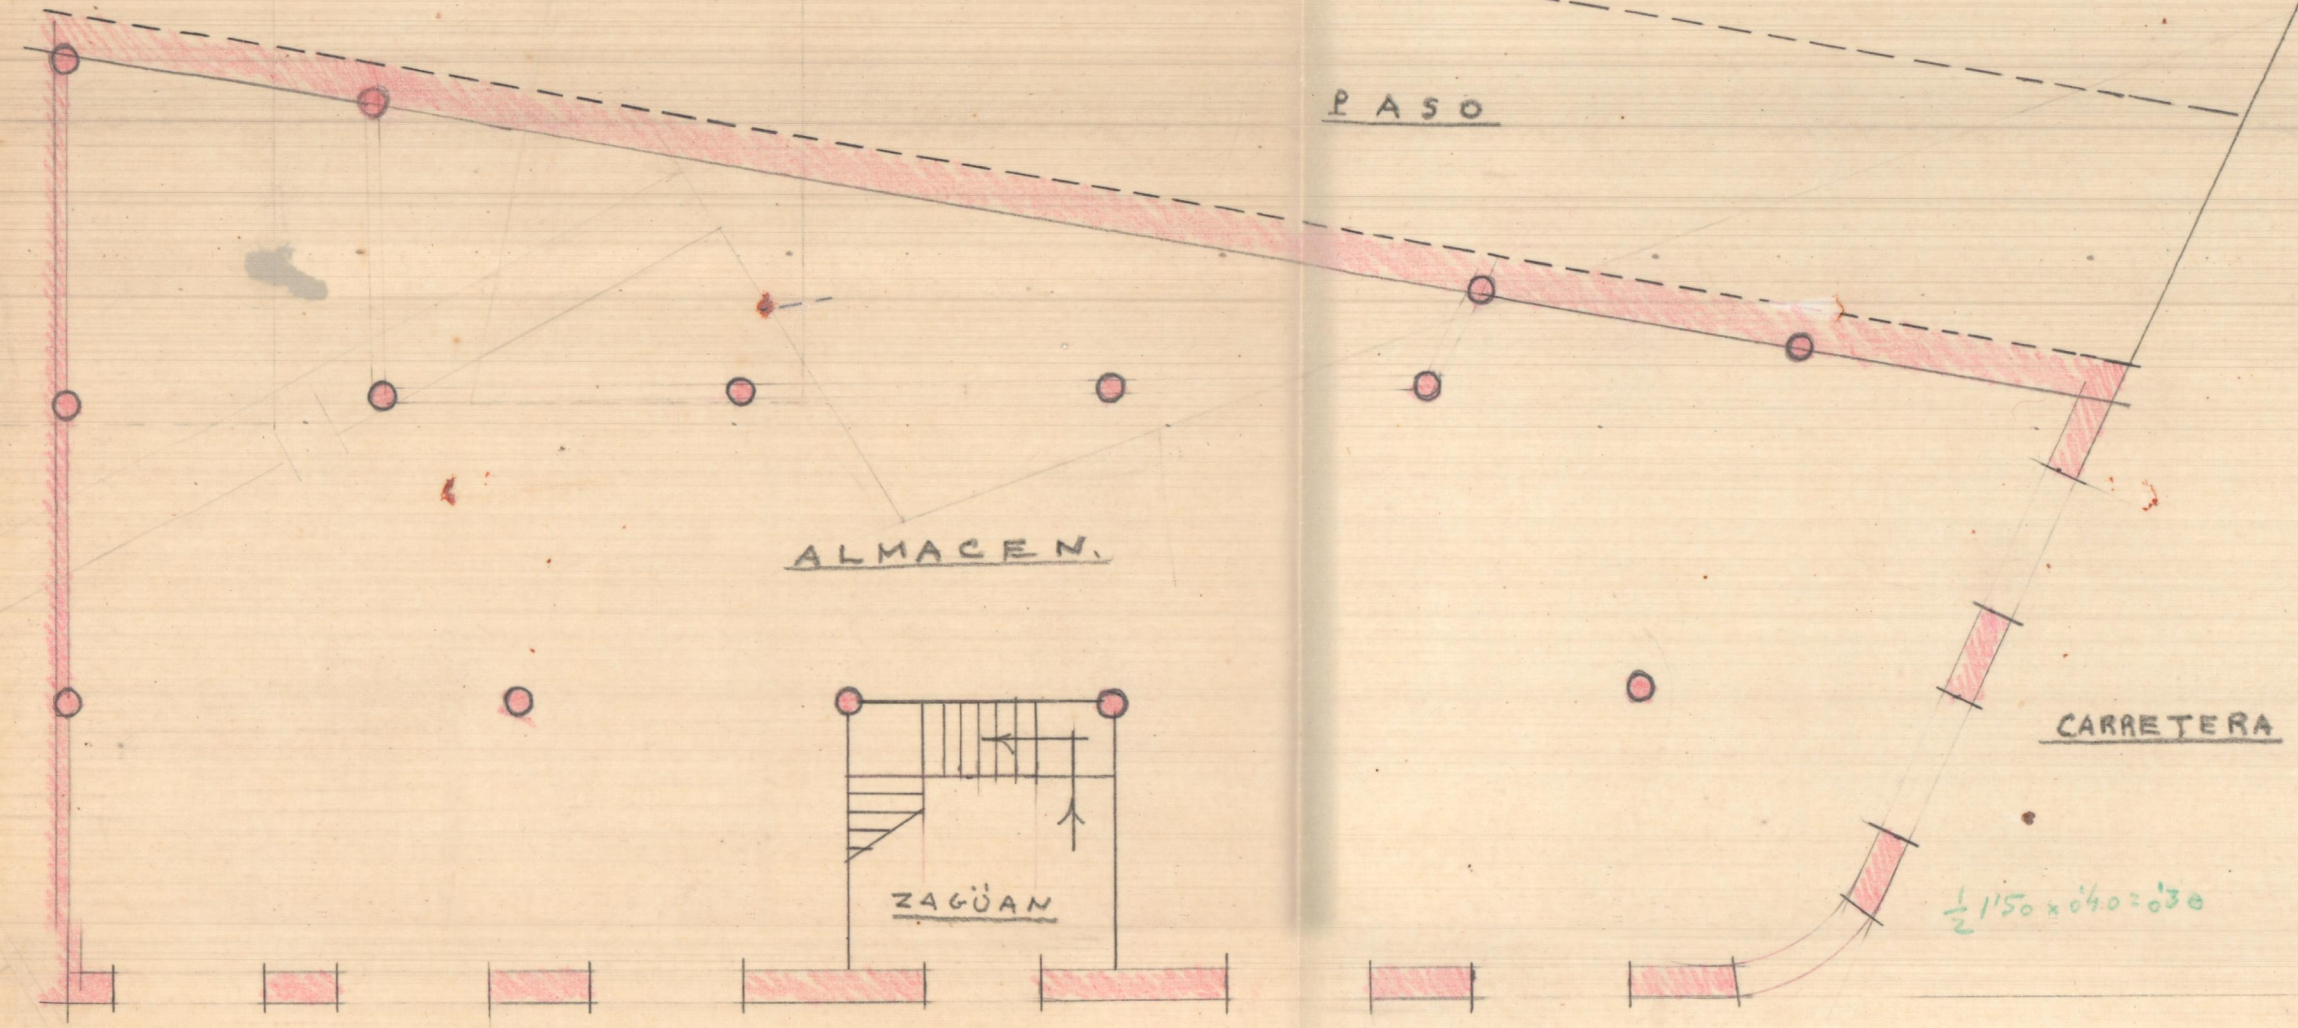 PASO
ALMACEN.
CARRETERA
ZAGÜAN
½ 1'50 x 0'40 = 0'30